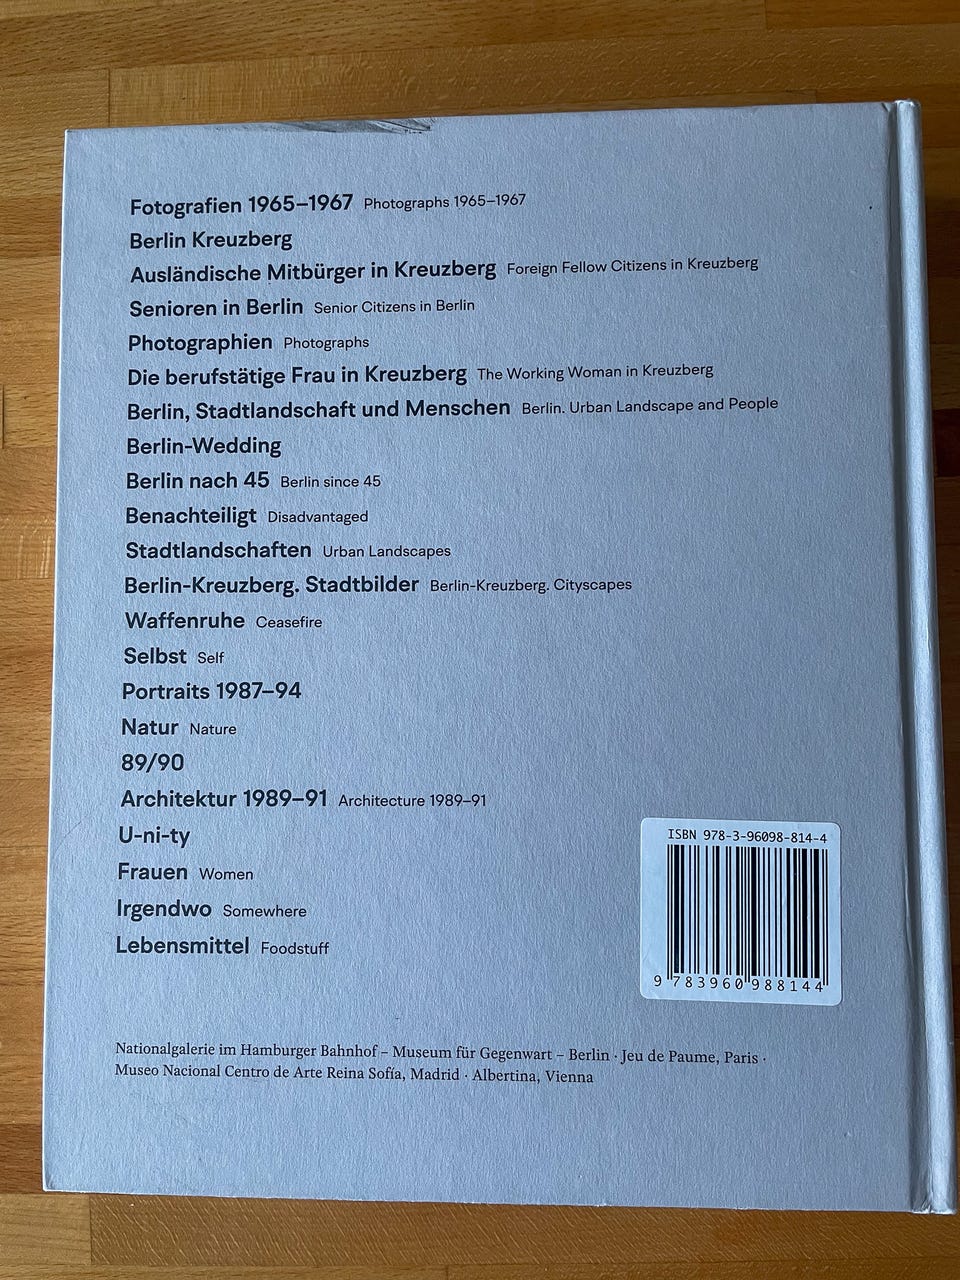 Fotografien 1965–1967 Photographs 1965–1967
Berlin Kreuzberg
Ausländische Mitbürger in Kreuzberg Foreign Fellow Citizens in Kreuzberg
Senioren in Berlin Senior Citizens in Berlin
Photographien Photographs
Die berufstätige Frau in Kreuzberg The Working Woman in Kreuzberg
Berlin, Stadtlandschaft und Menschen Berlin. Urban Landscape and People
Berlin-Wedding
Berlin nach 45 Berlin since 45
Benachteiligt Disadvantaged
Stadtlandschaften Urban Landscapes
Berlin-Kreuzberg. Stadtbilder Berlin-Kreuzberg. Cityscapes
Waffenruhe Ceasefire
Selbst Self
Portraits 1987–94
Natur Nature
89/90
Architektur 1989–91 Architecture 1989–91
U-ni-ty
Frauen Women
Irgendwo Somewhere
Lebensmittel Foodstuff
ISBN 978-3-96098-814-4
9 783960 988144
Nationalgalerie im Hamburger Bahnhof – Museum für Gegenwart – Berlin · Jeu de Paume, Paris ·
Museo Nacional Centro de Arte Reina Sofía, Madrid · Albertina, Vienna